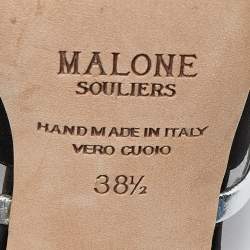 MALONE
SOULIERS
HAND MADE IN ITALY
VERO CUOIO
38½